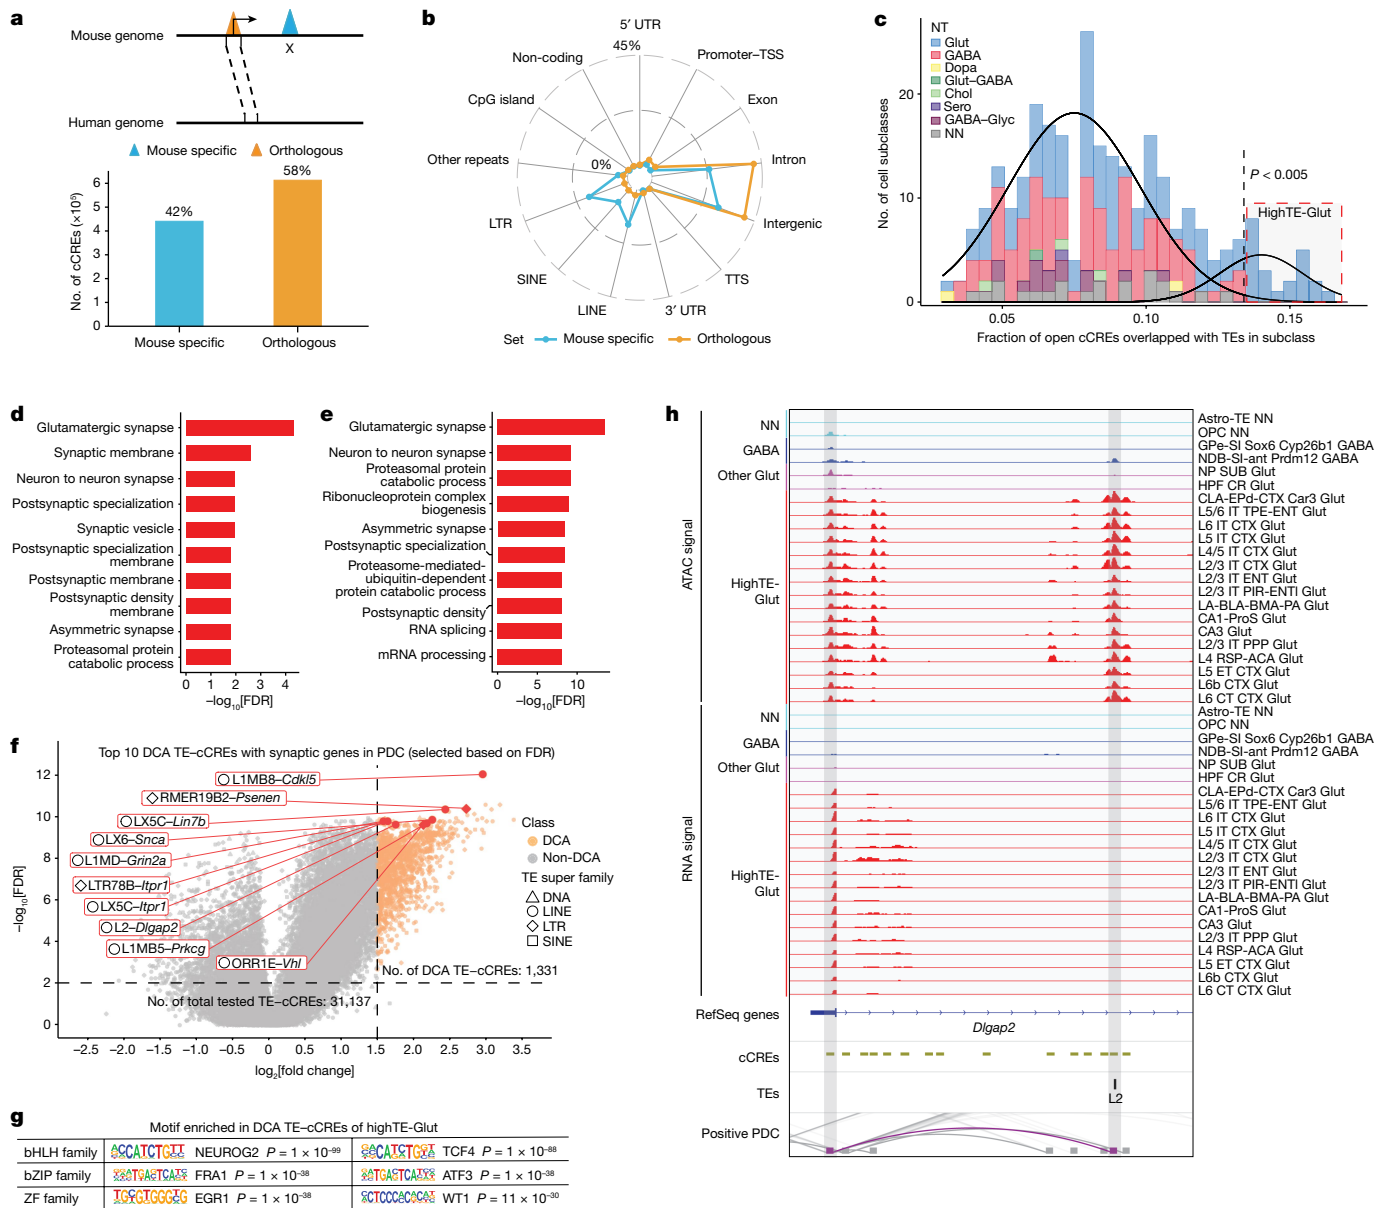 a
Mouse genome
X
Human genome
Mouse specific
Orthologous
58%
42%
No. of cCREs (×10⁵)
6
5
4
3
2
1
0
Mouse specific
Orthologous
b
5′ UTR
45%
Promoter–TSS
Non-coding
CpG island
Exon
Other repeats
0%
Intron
LTR
Intergenic
SINE
TTS
LINE
3′ UTR
Set
Mouse specific
Orthologous
c
NT
Glut
GABA
Dopa
Glut–GABA
Chol
Sero
GABA–Glyc
NN
No. of cell subclasses
20
10
0
P < 0.005
HighTE-Glut
0.05
0.10
0.15
Fraction of open cCREs overlapped with TEs in subclass
d
Glutamatergic synapse
Synaptic membrane
Neuron to neuron synapse
Postsynaptic specialization
Synaptic vesicle
Postsynaptic specialization
membrane
Postsynaptic membrane
Postsynaptic density
membrane
Asymmetric synapse
Proteasomal protein
catabolic process
0 1 2 3 4
−log₁₀[FDR]
e
Glutamatergic synapse
Neuron to neuron synapse
Proteasomal protein
catabolic process
Ribonucleoprotein complex
biogenesis
Asymmetric synapse
Postsynaptic specialization
Proteasome-mediated-
ubiquitin-dependent
protein catabolic process
Postsynaptic density
RNA splicing
mRNA processing
0 5 10
−log₁₀[FDR]
f
Top 10 DCA TE–cCREs with synaptic genes in PDC (selected based on FDR)
12
10
8
6
4
2
0
−log₁₀[FDR]
L1MB8–Cdkl5
RMER19B2–Psenen
LX5C–Lin7b
LX6–Snca
L1MD–Grin2a
LTR78B–Itpr1
LX5C–Itpr1
L2–Dlgap2
L1MB5–Prkcg
ORR1E–Vhl
Class
DCA
Non-DCA
TE super family
DNA
LINE
LTR
SINE
No. of DCA TE–cCREs: 1,331
No. of total tested TE–cCREs: 31,137
−2.5 −2.0 −1.5 −1.0 −0.5 0 0.5 1.0 1.5 2.0 2.5 3.0 3.5
log₂[fold change]
g
Motif enriched in DCA TE–cCREs of highTE-Glut
bHLH family ACCATCTGTT NEUROG2 P = 1 × 10⁻⁹⁹ TCF4 P = 1 × 10⁻⁸⁸
bZIP family FRA1 P = 1 × 10⁻³⁸ ATF3 P = 1 × 10⁻³⁸
ZF family EGR1 P = 1 × 10⁻³⁸ WT1 P = 11 × 10⁻³⁰
h
ATAC signal
NN
GABA
Other Glut
HighTE-
Glut
Astro-TE NN
OPC NN
GPe-SI Sox6 Cyp26b1 GABA
NDB-SI-ant Prdm12 GABA
NP SUB Glut
HPF CR Glut
CLA-EPd-CTX Car3 Glut
L5/6 IT TPE-ENT Glut
L6 IT CTX Glut
L5 IT CTX Glut
L4/5 IT CTX Glut
L2/3 IT CTX Glut
L2/3 IT ENT Glut
L2/3 IT PIR-ENTl Glut
LA-BLA-BMA-PA Glut
CA1-ProS Glut
CA3 Glut
L2/3 IT PPP Glut
L4 RSP-ACA Glut
L5 ET CTX Glut
L6b CTX Glut
L6 CT CTX Glut
RNA signal
NN
GABA
Other Glut
HighTE-
Glut
Astro-TE NN
OPC NN
GPe-SI Sox6 Cyp26b1 GABA
NDB-SI-ant Prdm12 GABA
NP SUB Glut
HPF CR Glut
CLA-EPd-CTX Car3 Glut
L5/6 IT TPE-ENT Glut
L6 IT CTX Glut
L5 IT CTX Glut
L4/5 IT CTX Glut
L2/3 IT CTX Glut
L2/3 IT ENT Glut
L2/3 IT PIR-ENTl Glut
LA-BLA-BMA-PA Glut
CA1-ProS Glut
CA3 Glut
L2/3 IT PPP Glut
L4 RSP-ACA Glut
L5 ET CTX Glut
L6b CTX Glut
L6 CT CTX Glut
RefSeq genes
Dlgap2
cCREs
TEs
L2
Positive PDC